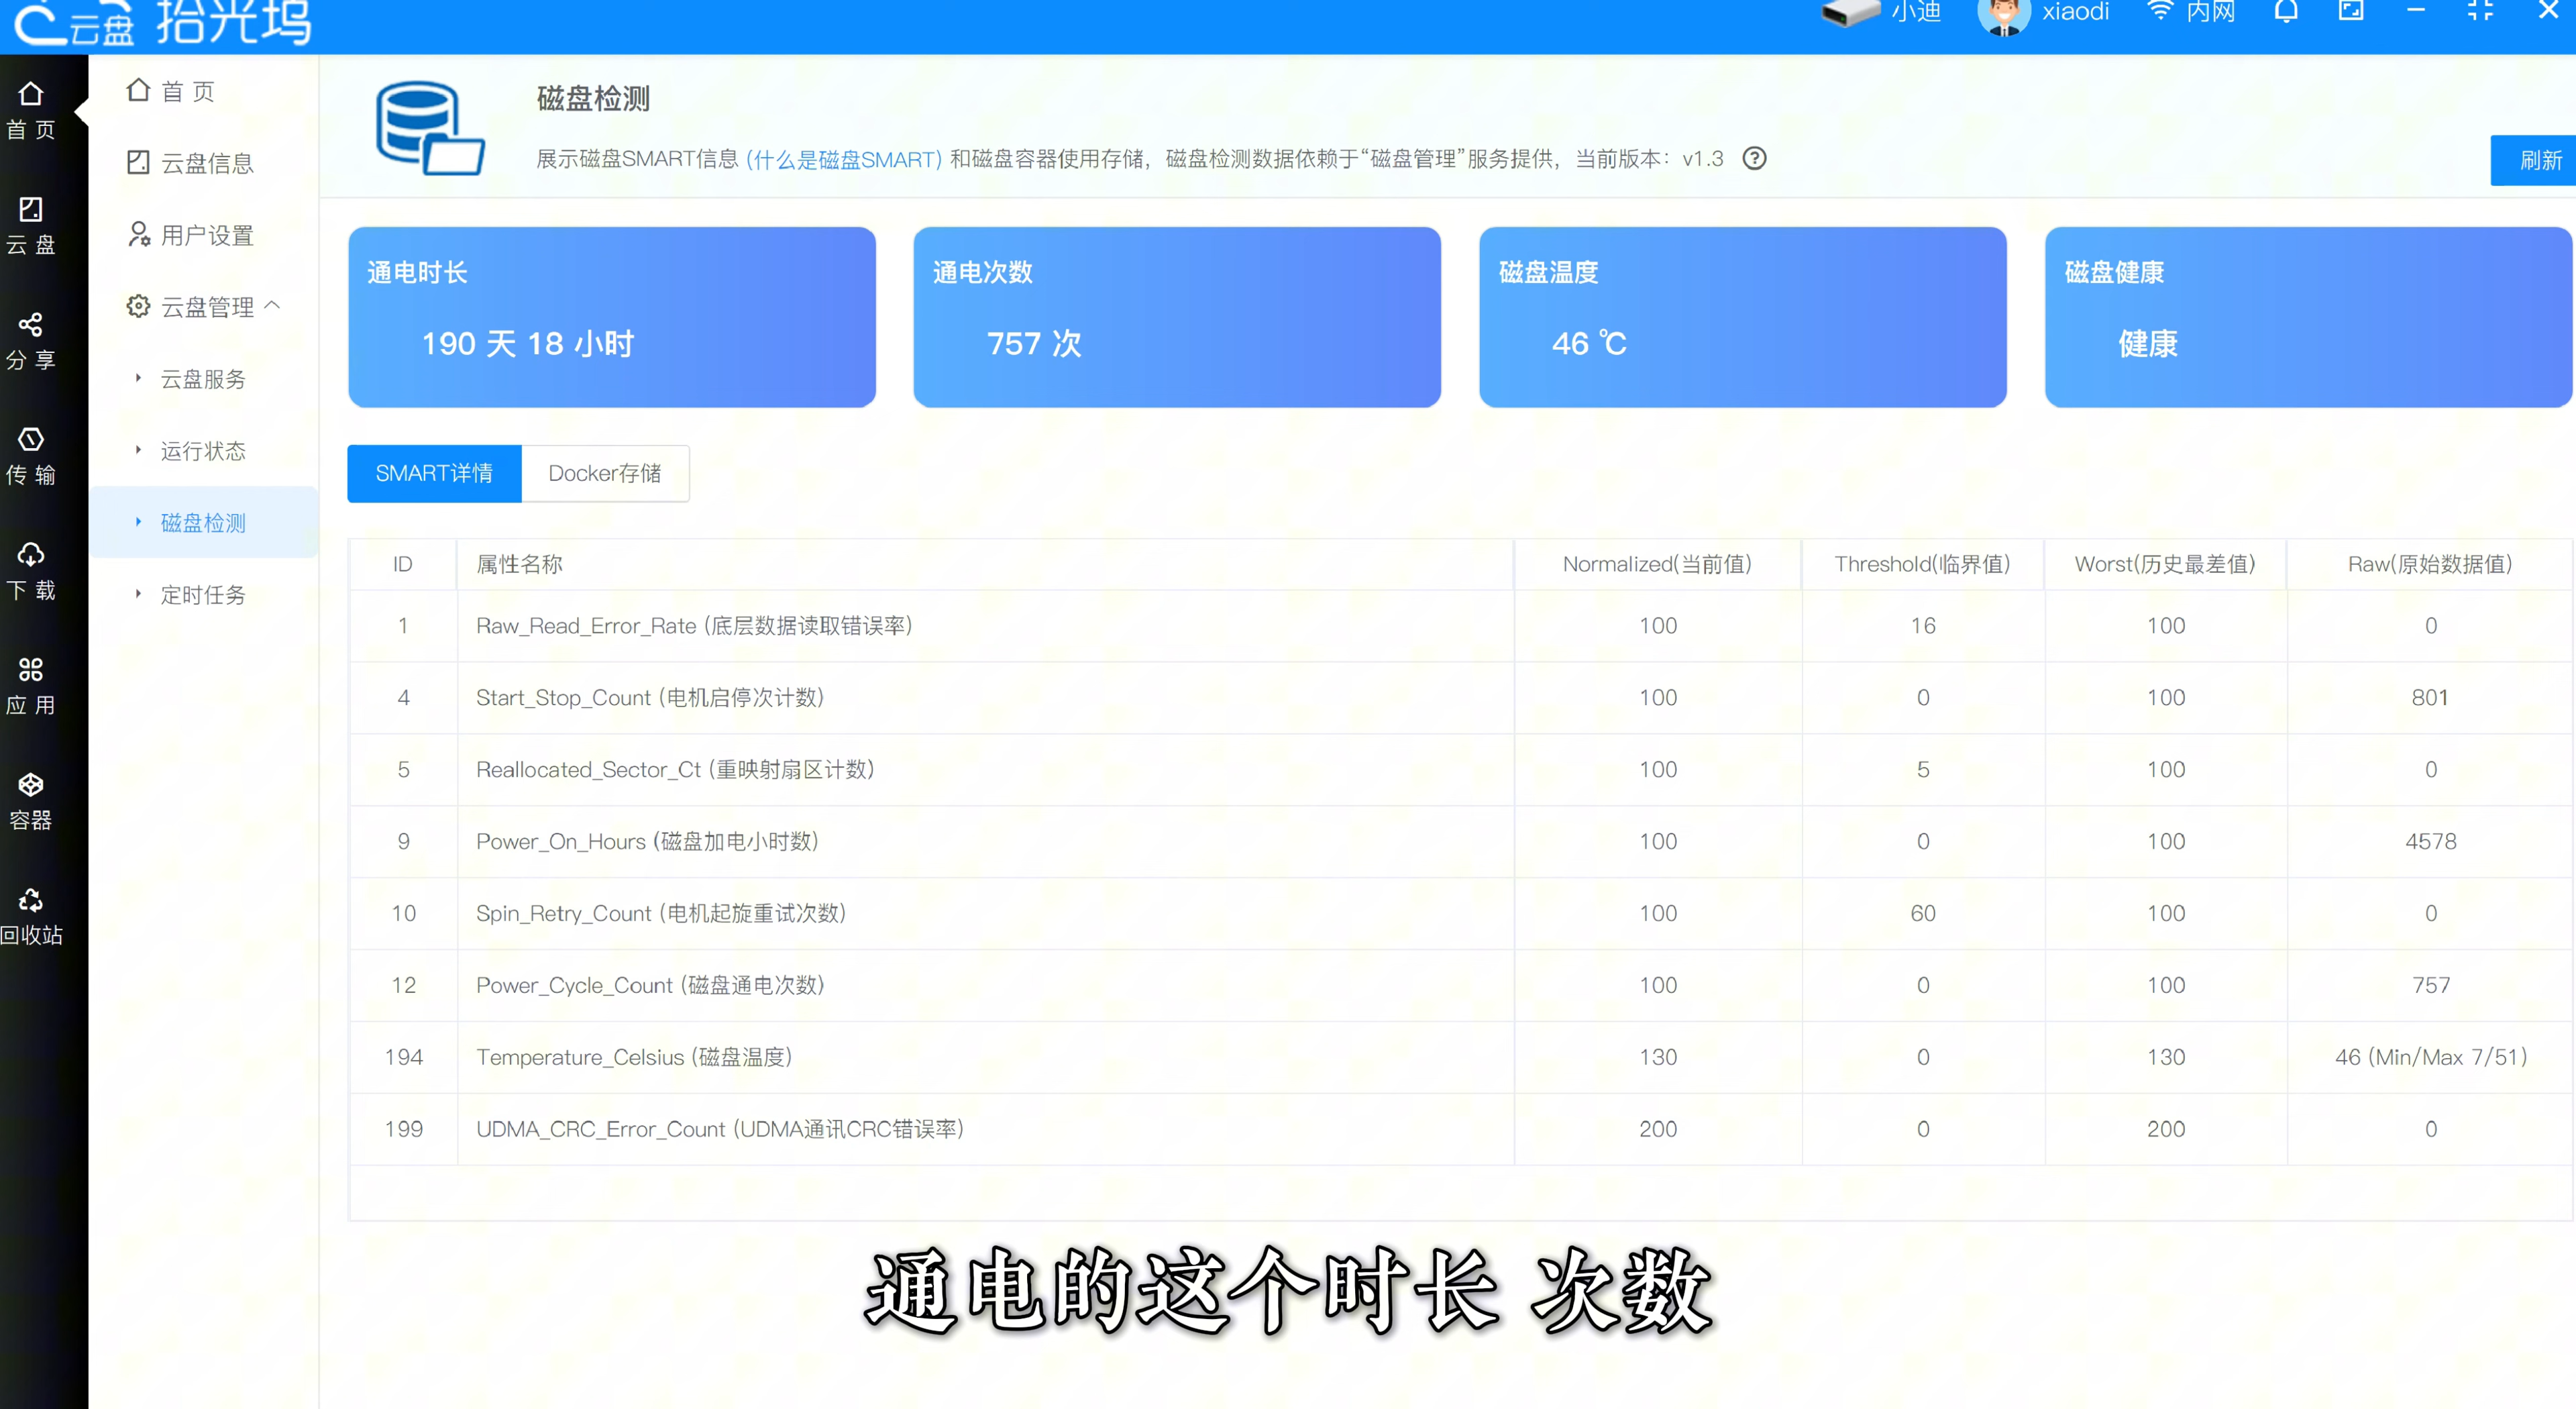 云盘 拾光坞
小迪 xiaodi 内网
首 页
云 盘
分 享
传 输
下 载
应 用
容器
回收站
首 页
云盘信息
用户设置
云盘管理
云盘服务
运行状态
磁盘检测
定时任务
磁盘检测
展示磁盘SMART信息 (什么是磁盘SMART) 和磁盘容器使用存储，磁盘检测数据依赖于“磁盘管理”服务提供，当前版本：v1.3
刷新
通电时长 通电次数 磁盘温度 磁盘健康
190 天 18 小时 757 次 46 ℃ 健康
SMART详情 Docker存储
ID 属性名称 Normalized(当前值) Threshold(临界值) Worst(历史最差值) Raw(原始数据值)
1 Raw_Read_Error_Rate (底层数据读取错误率) 100 16 100 0
4 Start_Stop_Count (电机启停次计数) 100 0 100 801
5 Reallocated_Sector_Ct (重映射扇区计数) 100 5 100 0
9 Power_On_Hours (磁盘加电小时数) 100 0 100 4578
10 Spin_Retry_Count (电机起旋重试次数) 100 60 100 0
12 Power_Cycle_Count (磁盘通电次数) 100 0 100 757
194 Temperature_Celsius (磁盘温度) 130 0 130 46 (Min/Max 7/51)
199 UDMA_CRC_Error_Count (UDMA通讯CRC错误率) 200 0 200 0
通电的这个时长 次数